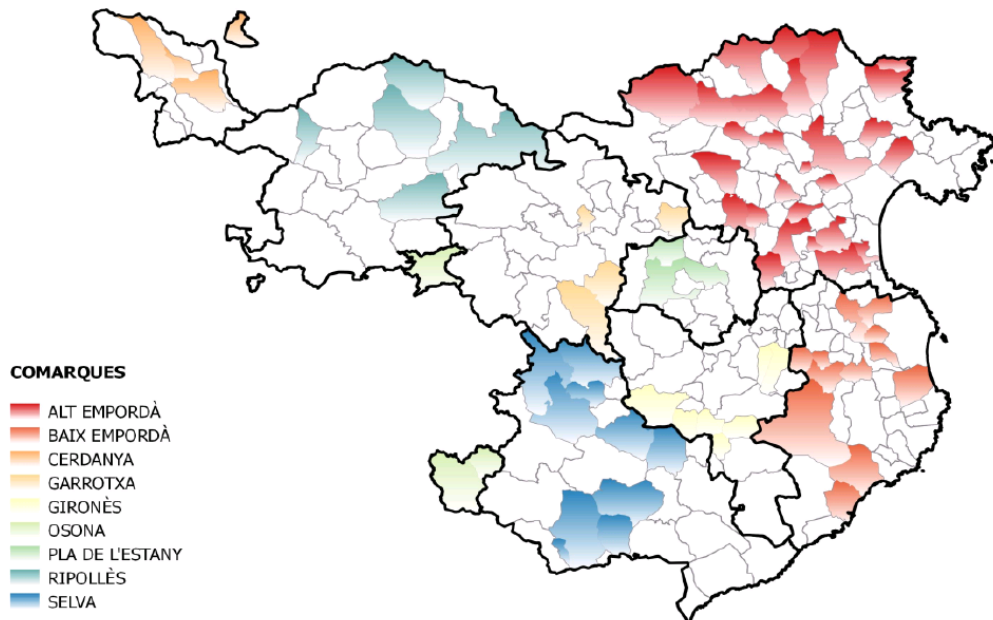 COMARQUES
ALT EMPORDÀ
BAIX EMPORDÀ
CERDANYA
GARROTXA
GIRONÈS
OSONA
PLA DE L'ESTANY
RIPOLLÈS
SELVA